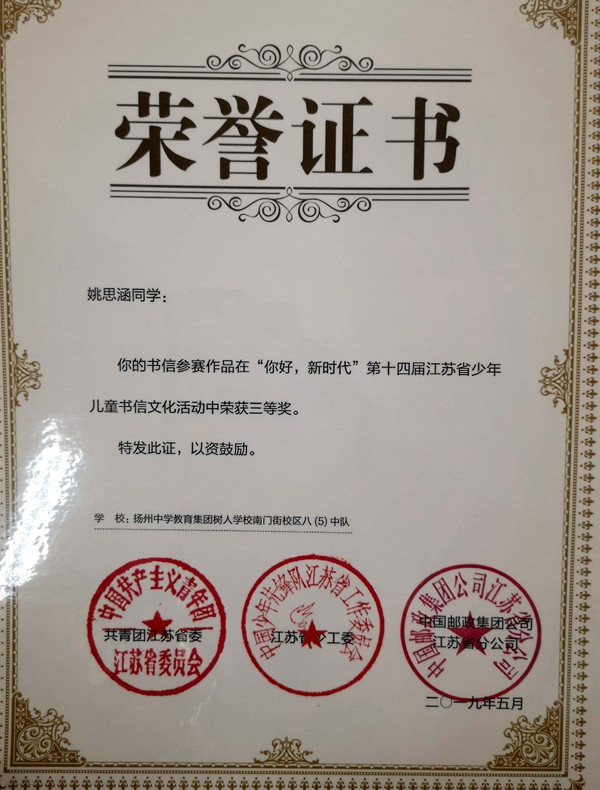 荣誉证书
姚思涵同学：
你的书信参赛作品在“你好，新时代”第十四届江苏省少年
儿童书信文化活动中荣获三等奖。
特发此证，以资鼓励。
学 校：扬州中学教育集团树人学校南门街校区八(5)中队
中国共产主义青年团
共青团江苏省委
江苏省委员会
中国少年先锋队江苏省工作委员会
江苏省少工委
中国邮政集团公司江苏省分公司
中国邮政集团公司
江苏省分公司
二〇一九年五月